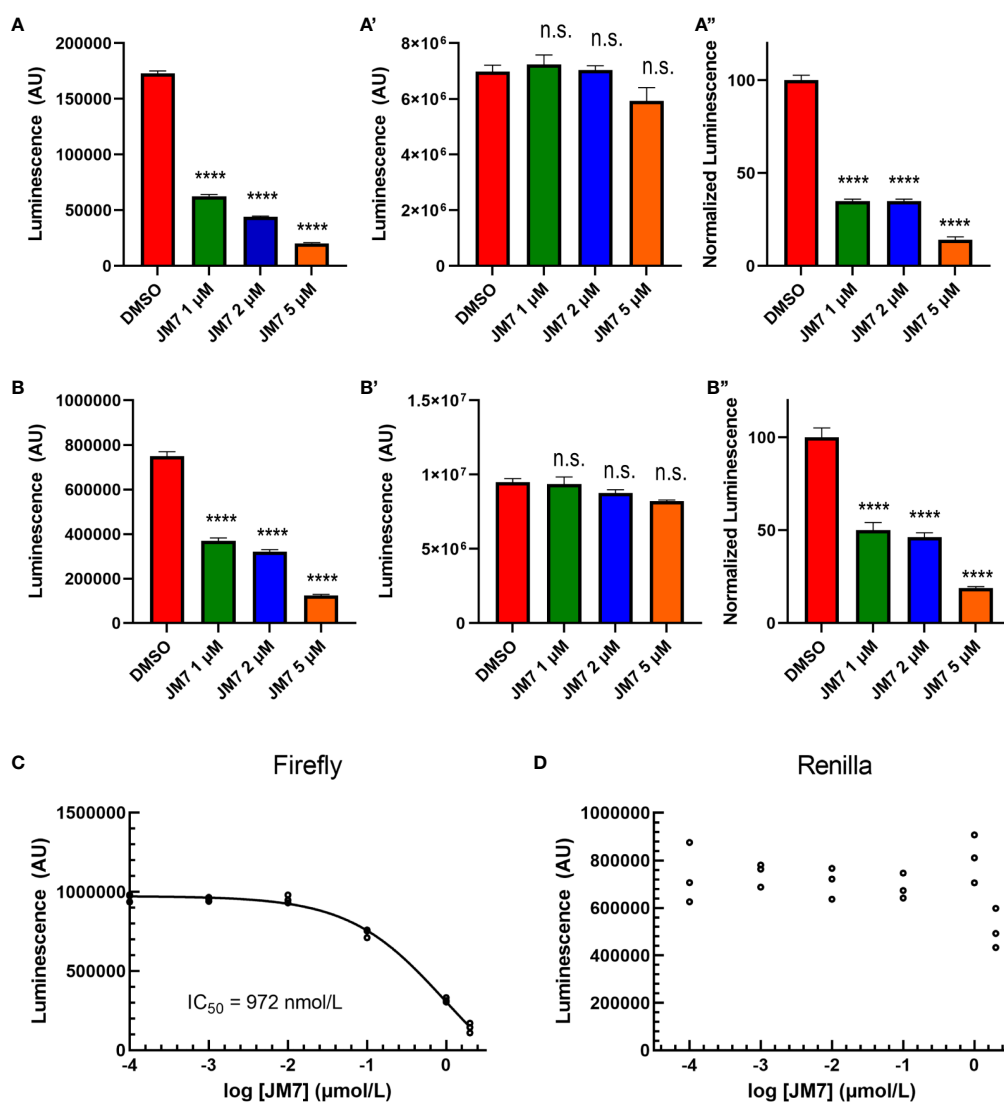 A
Luminescence (AU)
200000
150000
100000
50000
0
****
****
****
DMSO
JM7 1 µM
JM7 2 µM
JM7 5 µM
A'
Luminescence (AU)
8×10⁶
6×10⁶
4×10⁶
2×10⁶
0
n.s.
n.s.
n.s.
DMSO
JM7 1 µM
JM7 2 µM
JM7 5 µM
A"
Normalized Luminescence
100
50
0
****
****
****
DMSO
JM7 1 µM
JM7 2 µM
JM7 5 µM
B
Luminescence (AU)
1000000
800000
600000
400000
200000
0
****
****
****
DMSO
JM7 1 µM
JM7 2 µM
JM7 5 µM
B'
Luminescence (AU)
1.5×10⁷
1×10⁷
5×10⁶
0
n.s.
n.s.
n.s.
DMSO
JM7 1 µM
JM7 2 µM
JM7 5 µM
B"
Normalized Luminescence
100
50
0
****
****
****
DMSO
JM7 1 µM
JM7 2 µM
JM7 5 µM
C
Firefly
Luminescence (AU)
1500000
1000000
500000
0
IC₅₀ = 972 nmol/L
-4 -3 -2 -1 0
log [JM7] (µmol/L)
D
Renilla
Luminescence (AU)
1000000
800000
600000
400000
200000
0
-4 -3 -2 -1 0
log [JM7] (µmol/L)